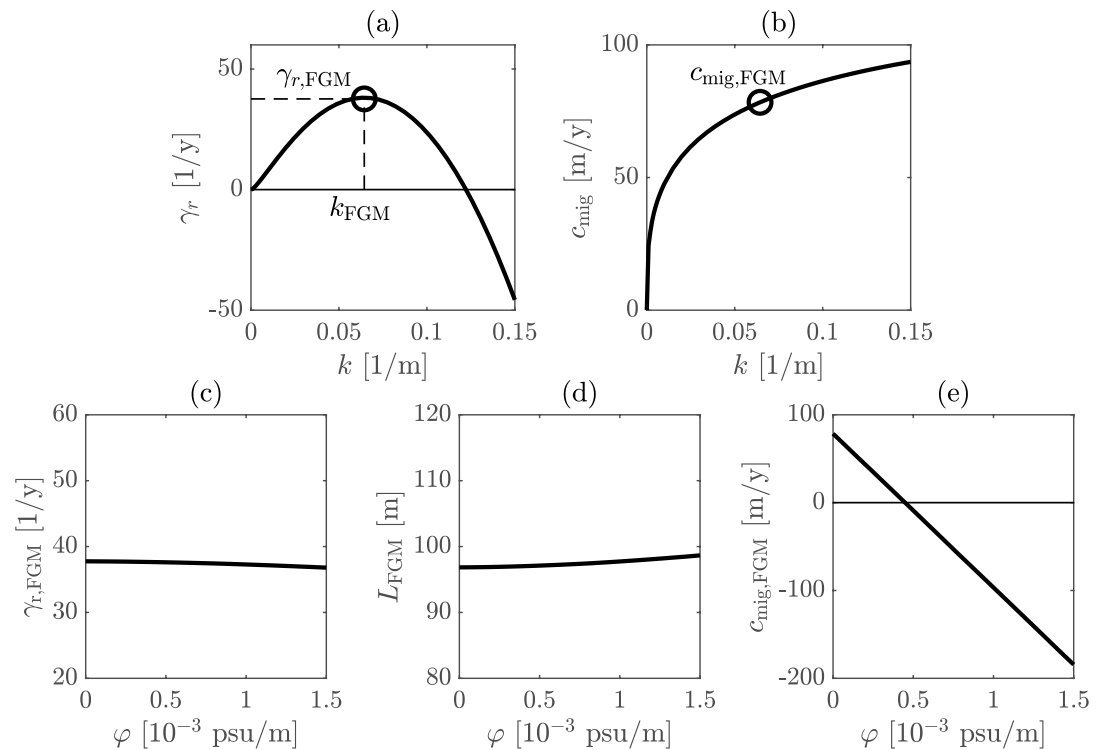 (a)
γr,FGM
kFGM
γr [1/y]
50
0
-50
0 0.05 0.1 0.15
k [1/m]
(b)
cmig,FGM
cmig [m/y]
100
50
0
0 0.05 0.1 0.15
k [1/m]
(c)
γr,FGM [1/y]
60
50
40
30
20
0 0.5 1 1.5
φ [10⁻³ psu/m]
(d)
LFGM [m]
120
110
100
90
80
0 0.5 1 1.5
φ [10⁻³ psu/m]
(e)
cmig,FGM [m/y]
100
0
-100
-200
0 0.5 1 1.5
φ [10⁻³ psu/m]